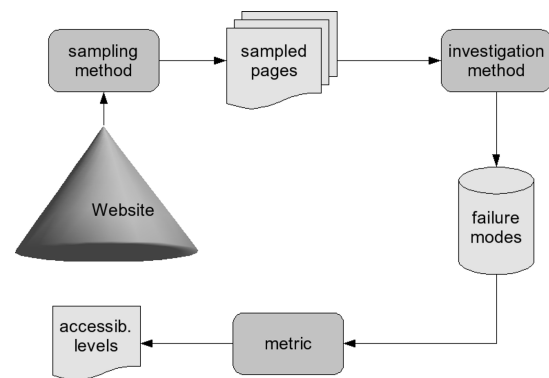 sampling
method
sampled
pages
investigation
method
Website
failure
modes
accessib.
levels
metric